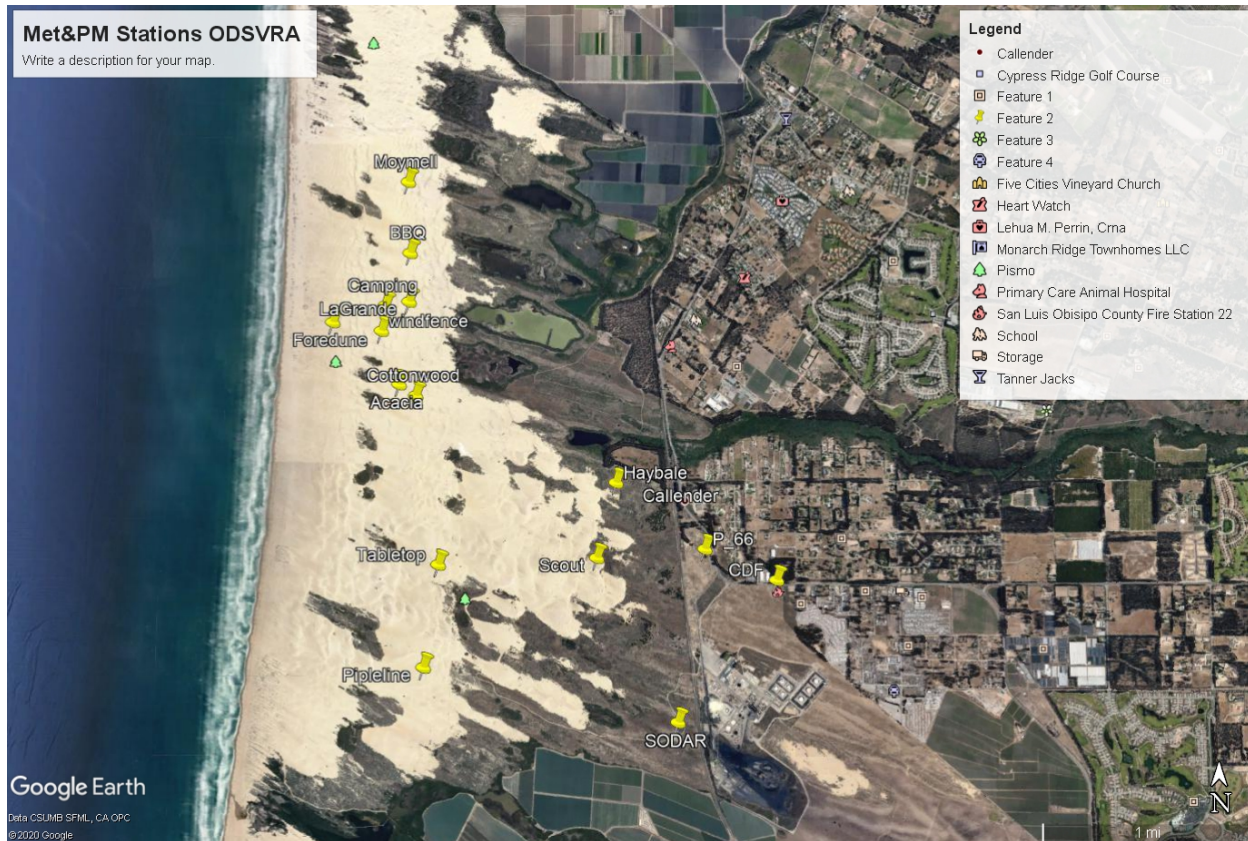 Met&PM Stations ODSVRA
Write a description for your map.
Legend
Callender
Cypress Ridge Golf Course
Feature 1
Feature 2
Feature 3
Feature 4
Five Cities Vineyard Church
Heart Watch
Lehua M. Perrin, Crna
Monarch Ridge Townhomes LLC
Pismo
Primary Care Animal Hospital
San Luis Obisipo County Fire Station 22
School
Storage
Tanner Jacks
Moymell
BBQ
Camping
LaGrande
windfence
Foredune
Cottonwood
Acacia
Haybale
Callender
P_66
Tabletop
Scout
CDF
Pipleline
SODAR
Google Earth
Data CSUMB SFML, CA OPC
©2020 Google
N
1 mi